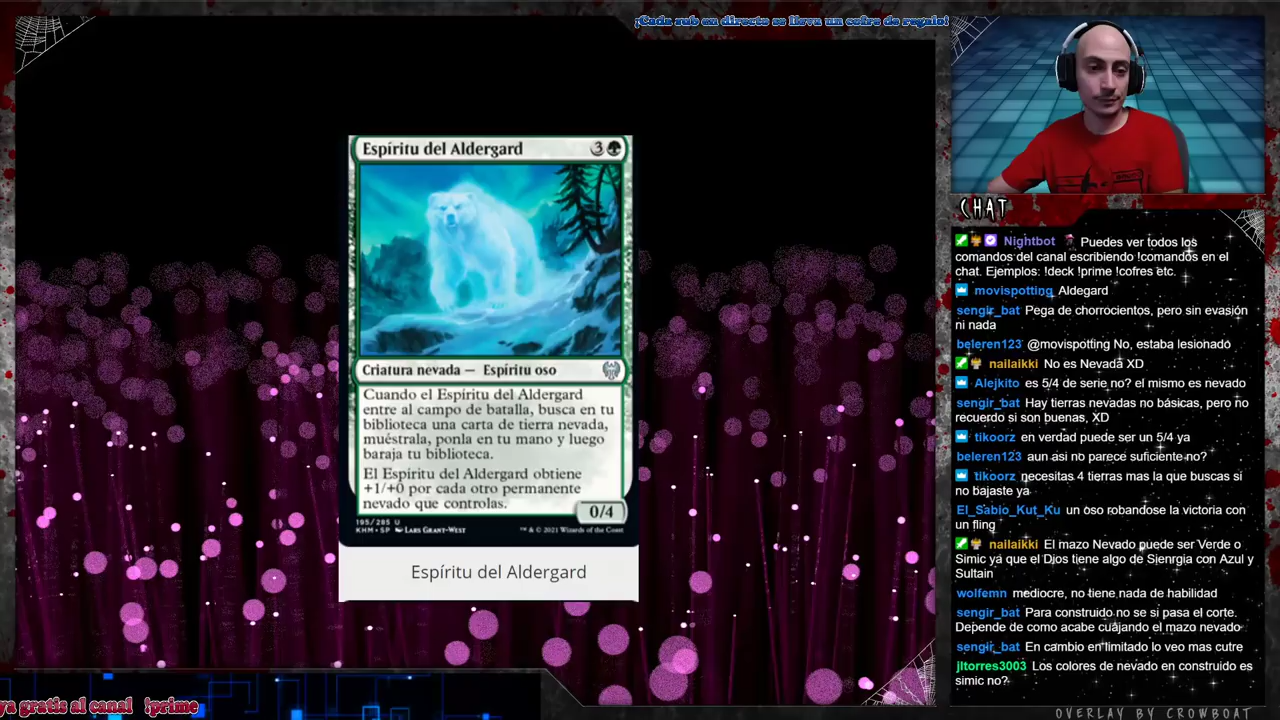 ¡Cada sub en directo se lleva un cofre de regalo!
Espíritu del Aldergard 3
Criatura nevada — Espíritu oso
Cuando el Espíritu del Aldergard
entre al campo de batalla, busca en tu
biblioteca una carta de tierra nevada,
muéstrala, ponla en tu mano y luego
baraja tu biblioteca.
El Espíritu del Aldergard obtiene
+1/+0 por cada otro permanente
nevado que controlas.
0/4
195/285 U
KHM • SP Lars Grant-West
™ & © 2021 Wizards of the Coast
Espíritu del Aldergard
ya gratis al canal !prime
CHAT
Nightbot Puedes ver todos los
comandos del canal escribiendo !comandos en el
chat. Ejemplos: !deck !prime !cofres etc.
movispotting Aldegard
sengir_bat Pega de chorrocientos, pero sin evasión
ni nada
beleren123 @movispotting No, estaba lesionado
nailaikki No es Nevada XD
Alejkito es 5/4 de serie no? el mismo es nevado
sengir_bat Hay tierras nevadas no básicas, pero no
recuerdo si son buenas, XD
tikoorz en verdad puede ser un 5/4 ya
beleren123 aun asi no parece suficiente no?
tikoorz necesitas 4 tierras mas la que buscas si
no bajaste ya
El_Sabio_Kut_Ku un oso robandose la victoria con
un fling
nailaikki El mazo Nevado puede ser Verde o
Simic ya que el Dios tiene algo de Sienrgia con Azul y
Sultain
wolfemn mediocre, no tiene nada de habilidad
sengir_bat Para construido no se si pasa el corte.
Depende de como acabe cuajando el mazo nevado
sengir_bat En cambio en limitado lo veo mas cutre
jltorres3003 Los colores de nevado en construido es
simic no?
OVERLAY BY CROWBOAT